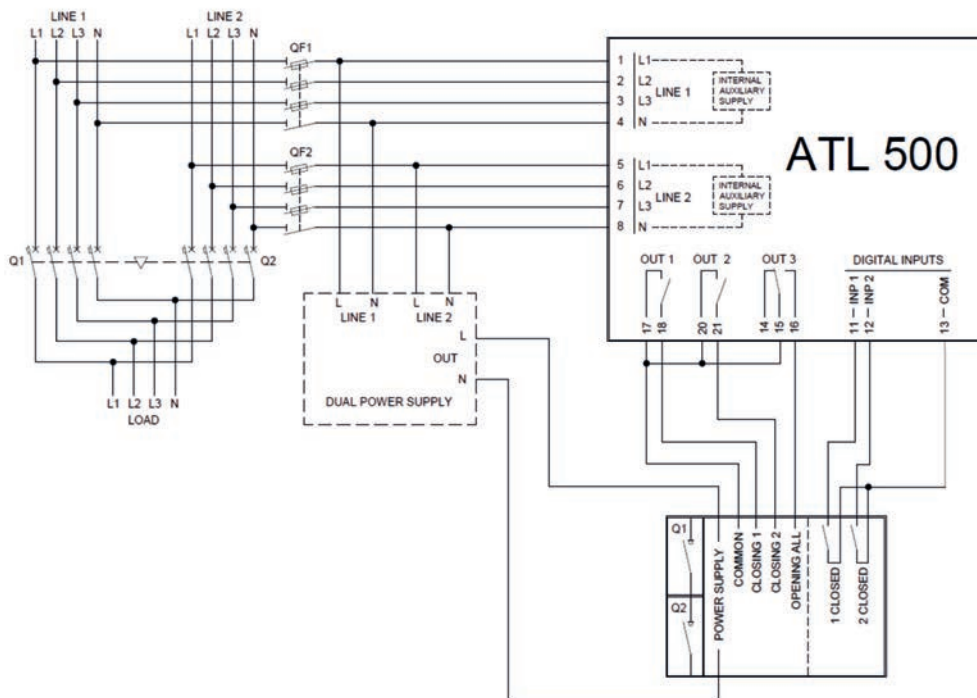 LINE 1 LINE 2
L1 L2 L3 N L1 L2 L3 N
QF1
1 L1
2 L2
3 L3
4 N
LINE 1
INTERNAL
AUXILIARY
SUPPLY
ATL 500
QF2
5 L1
6 L2
7 L3
8 N
LINE 2
INTERNAL
AUXILIARY
SUPPLY
Q1 Q2
OUT 1 OUT 2 OUT 3 DIGITAL INPUTS
17 18 20 21 14 15 16 11 – INP 1 12 – INP 2 13 – COM
L N L N
LINE 1 LINE 2
L
OUT
N
DUAL POWER SUPPLY
L1 L2 L3 N
LOAD
Q1
Q2
POWER SUPPLY
COMMON
CLOSING 1
CLOSING 2
OPENING ALL
1 CLOSED
2 CLOSED